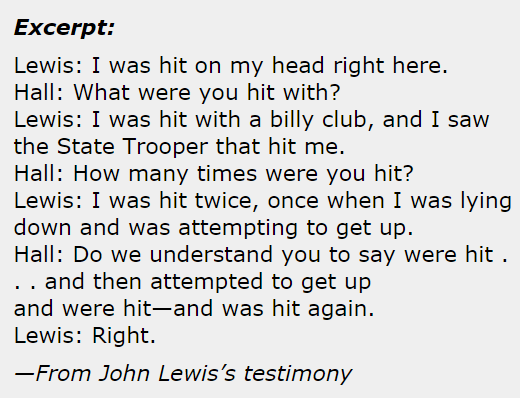 Excerpt:
Lewis: I was hit on my head right here.
Hall: What were you hit with?
Lewis: I was hit with a billy club, and I saw
the State Trooper that hit me.
Hall: How many times were you hit?
Lewis: I was hit twice, once when I was lying
down and was attempting to get up.
Hall: Do we understand you to say were hit .
. . and then attempted to get up
and were hit—and was hit again.
Lewis: Right.
—From John Lewis’s testimony